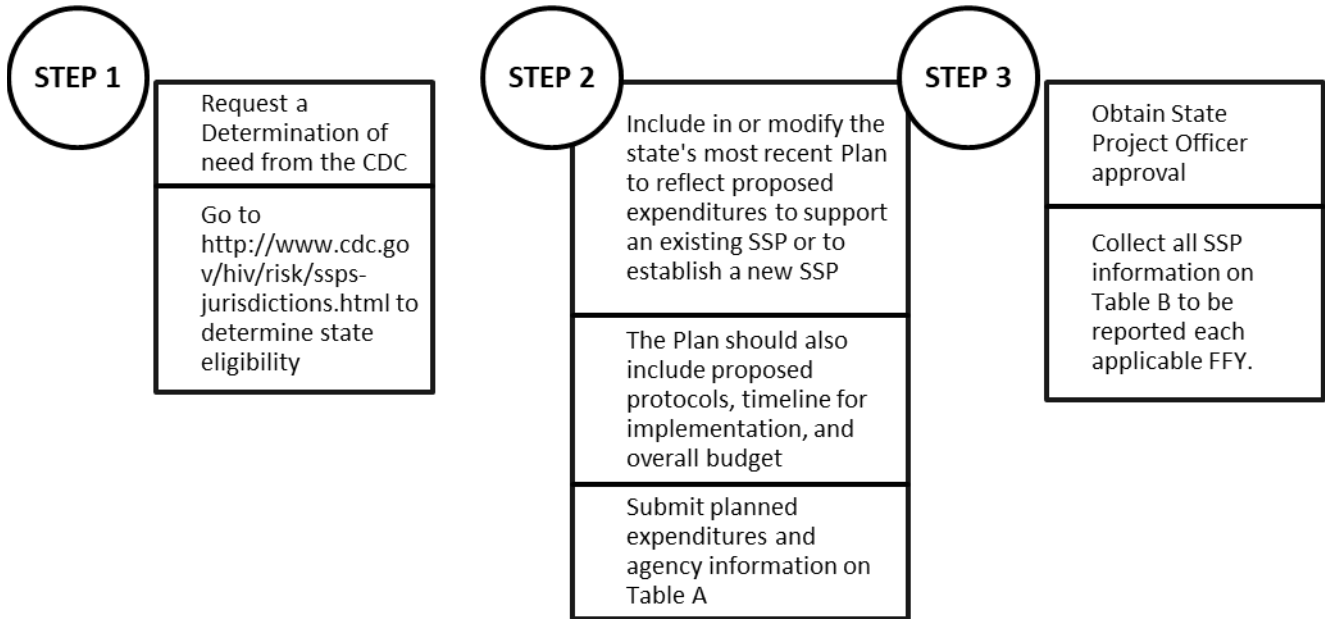 STEP 1
Request a
Determination of
need from the CDC
Go to
http://www.cdc.go
v/hiv/risk/ssps-
jurisdictions.html to
determine state
eligibility
STEP 2
Include in or modify the
state's most recent Plan
to reflect proposed
expenditures to support
an existing SSP or to
establish a new SSP
The Plan should also
include proposed
protocols, timeline for
implementation, and
overall budget
Submit planned
expenditures and
agency information on
Table A
STEP 3
Obtain State
Project Officer
approval
Collect all SSP
information on
Table B to be
reported each
applicable FFY.